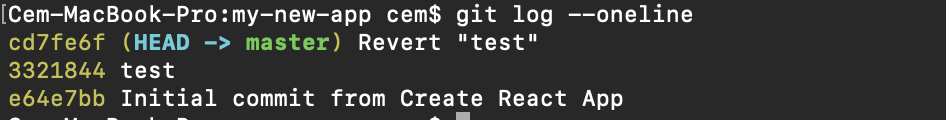 [Cem-MacBook-Pro:my-new-app cem$ git log --oneline
cd7fe6f (HEAD -> master) Revert "test"
3321844 test
e64e7bb Initial commit from Create React App